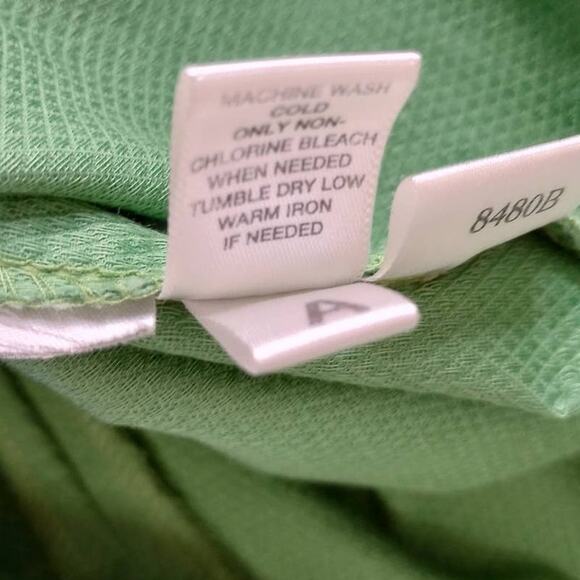 MACHINE WASH
COLD
ONLY NON-
CHLORINE BLEACH
WHEN NEEDED
TUMBLE DRY LOW
WARM IRON
IF NEEDED
8480B
A